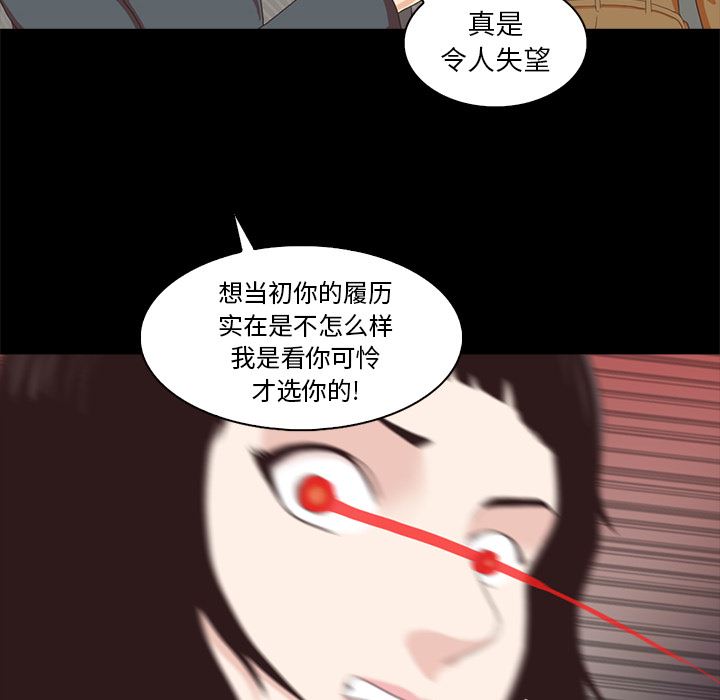 真是
令人失望
想当初你的履历
实在是不怎么样
我是看你可怜
才选你的!